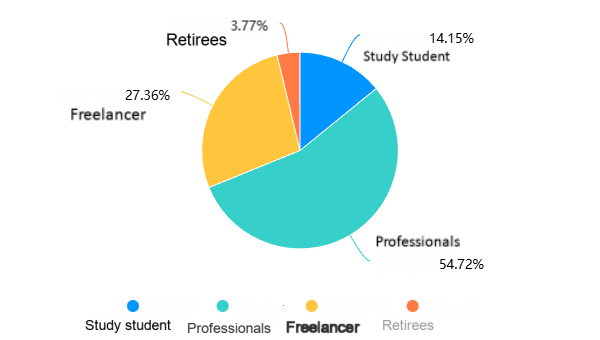 3.77%
Retirees
14.15%
Study Student
27.36%
Freelancer
Professionals
54.72%
Study student Professionals Freelancer Retirees